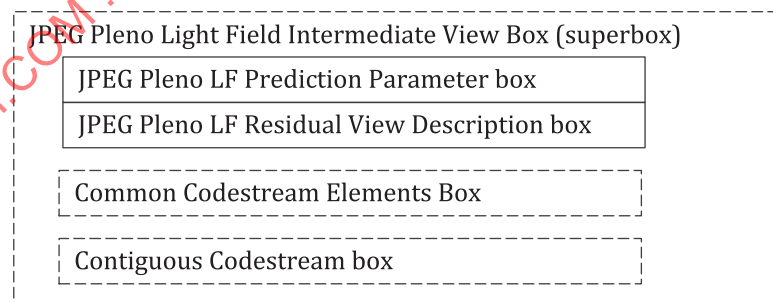 JPEG Pleno Light Field Intermediate View Box (superbox)
JPEG Pleno LF Prediction Parameter box
JPEG Pleno LF Residual View Description box
Common Codestream Elements Box
Contiguous Codestream box